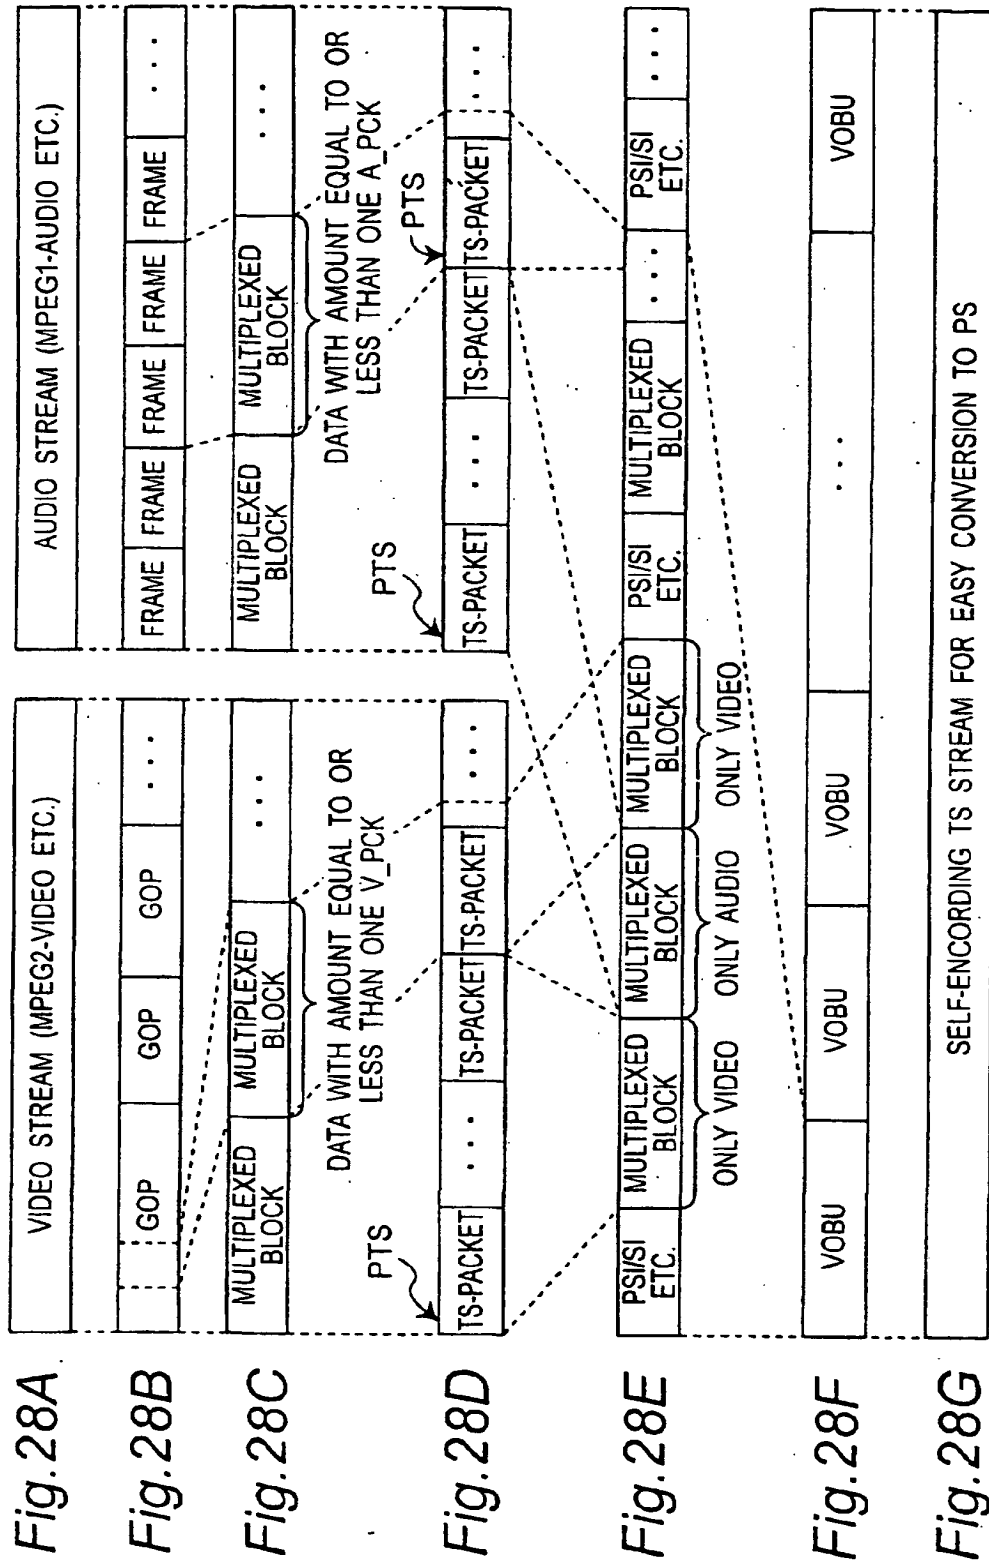 Fig.28A
VIDEO STREAM (MPEG2-VIDEO ETC.)
AUDIO STREAM (MPEG1-AUDIO ETC.)
Fig.28B
GOP
GOP
GOP
...
FRAME
FRAME
FRAME
FRAME
FRAME
...
Fig.28C
MULTIPLEXED
BLOCK
MULTIPLEXED
BLOCK
...
MULTIPLEXED
BLOCK
MULTIPLEXED
BLOCK
...
DATA WITH AMOUNT EQUAL TO OR
LESS THAN ONE V_PCK
DATA WITH AMOUNT EQUAL TO OR
LESS THAN ONE A_PCK
PTS
PTS
PTS
Fig.28D
TS-PACKET
...
TS-PACKET
TS-PACKET
...
TS-PACKET
...
TS-PACKET
TS-PACKET
...
Fig.28E
PSI/SI
ETC.
MULTIPLEXED
BLOCK
MULTIPLEXED
BLOCK
MULTIPLEXED
BLOCK
PSI/SI
ETC.
MULTIPLEXED
BLOCK
...
PSI/SI
ETC.
...
ONLY VIDEO
ONLY AUDIO
ONLY VIDEO
Fig.28F
VOBU
VOBU
VOBU
...
VOBU
Fig.28G
SELF-ENCORDING TS STREAM FOR EASY CONVERSION TO PS